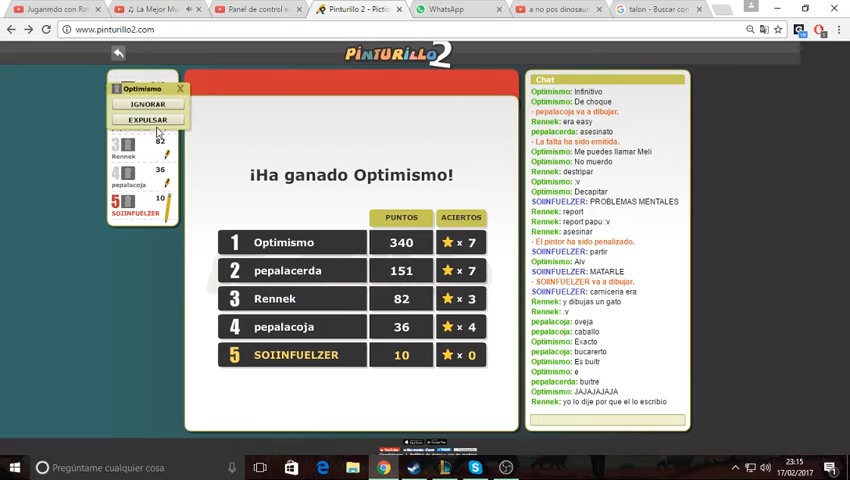 Juganmdo con Ra
La Mejor Mu
Panel de control e
Pinturillo 2 - Pictio
WhatsApp
a no pos dinosauri
talon - Buscar con
www.pinturillo2.com
PINTURILLO 2
Optimismo
IGNORAR
EXPULSAR
82
3
Rennek
36
4
pepalacoja
10
5
SOIINFUELZER
¡Ha ganado Optimismo!
PUNTOS ACIERTOS
1 Optimismo 340 x 7
2 pepalacerda 151 x 7
3 Rennek 82 x 3
4 pepalacoja 36 x 4
5 SOIINFUELZER 10 x 0
Chat
Optimismo: Infinitivo
Optimismo: De choque
· pepalacoja va a dibujar.
Rennek: era easy
pepalacerda: asesinato
· La falta ha sido emitida.
Optimismo: Me puedes llamar Meli
Optimismo: No muerdo
Rennek: destripar
Optimismo: :v
Optimismo: Decapitar
SOIINFUELZER: PROBLEMAS MENTALES
Rennek: report
Rennek: report papu :v
Rennek: asesinar
· El pintor ha sido penalizado.
SOIINFUELZER: partir
Optimismo: Alv
SOIINFUELZER: MATARLE
· SOIINFUELZER va a dibujar.
SOIINFUELZER: carniceria era
Rennek: y dibujas un gato
Rennek: :v
pepalacoja: oveja
pepalacoja: caballo
Optimismo: Exacto
pepalacoja: bucarerto
Optimismo: Es buitr
Optimismo: e
pepalacerda: buitre
Optimismo: JAJAJAJAJA
Rennek: yo lo dije por que el lo escribio
Pregúntame cualquier cosa
23:15
17/02/2017